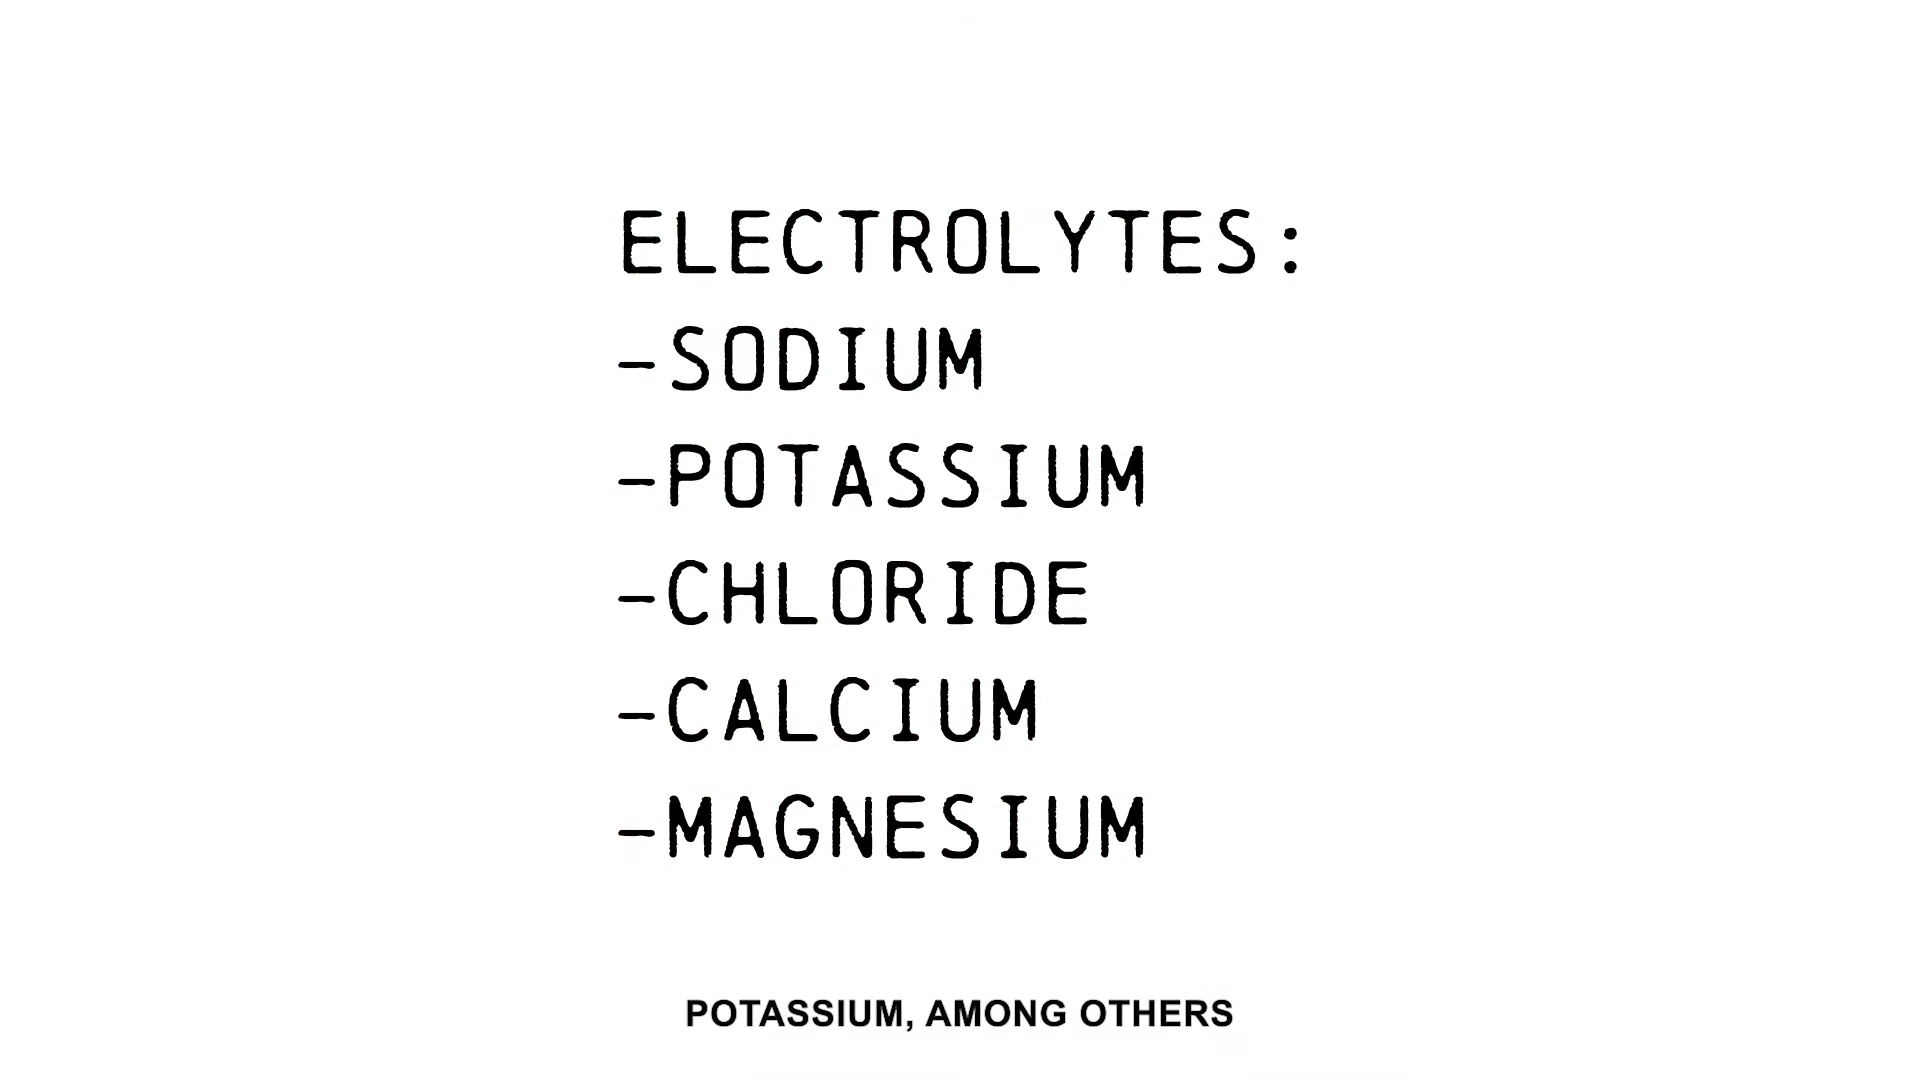 ELECTROLYTES:
-SODIUM
-POTASSIUM
-CHLORIDE
-CALCIUM
-MAGNESIUM
POTASSIUM, AMONG OTHERS